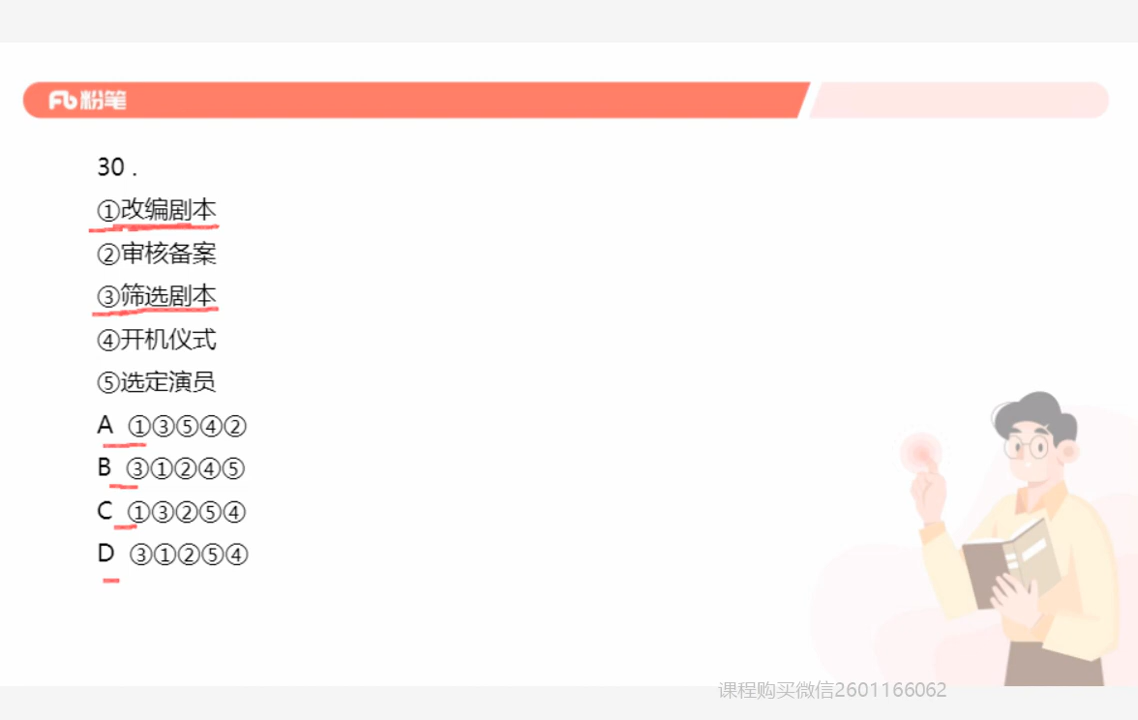 粉笔
30 .
①改编剧本
②审核备案
③筛选剧本
④开机仪式
⑤选定演员
A ①③⑤④②
B ③①②④⑤
C ①③②⑤④
D ③①②⑤④
课程购买微信2601166062